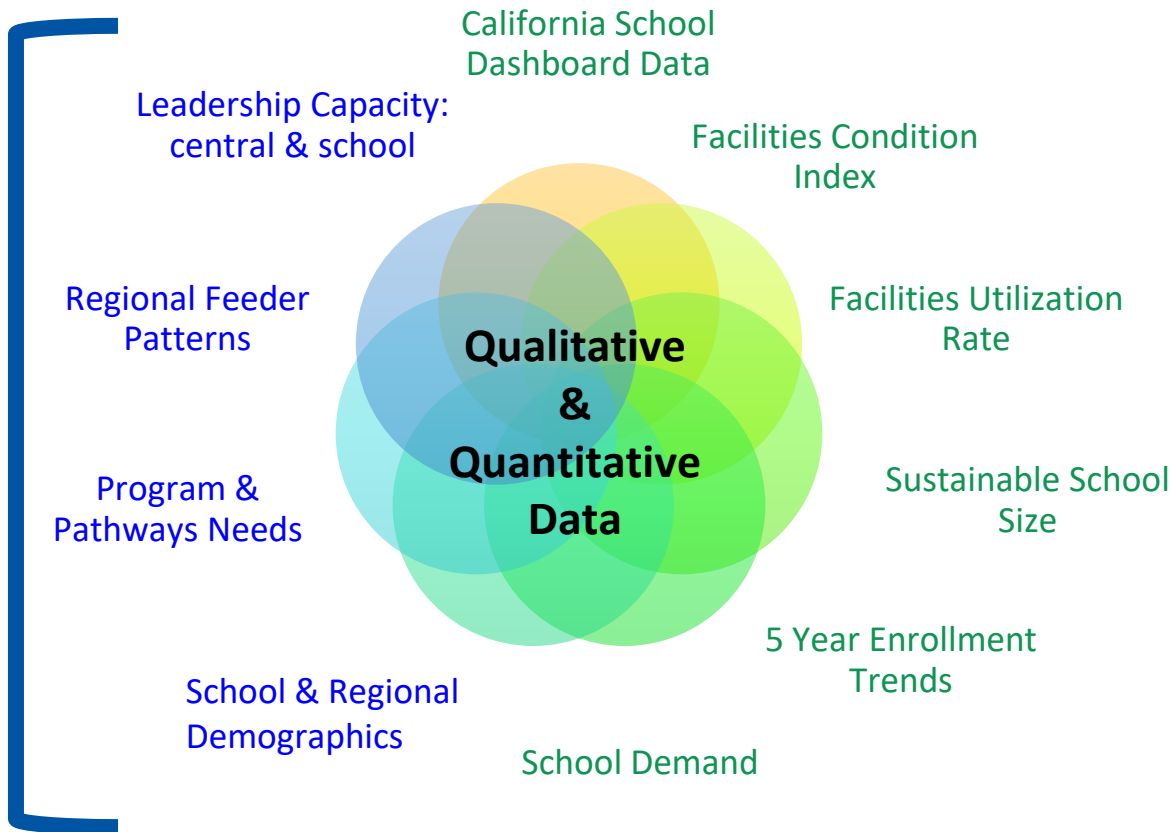 California School
Dashboard Data
Leadership Capacity:
central & school
Facilities Condition
Index
Regional Feeder
Patterns
Facilities Utilization
Rate
Qualitative
&
Quantitative
Data
Program &
Pathways Needs
Sustainable School
Size
5 Year Enrollment
Trends
School & Regional
Demographics
School Demand